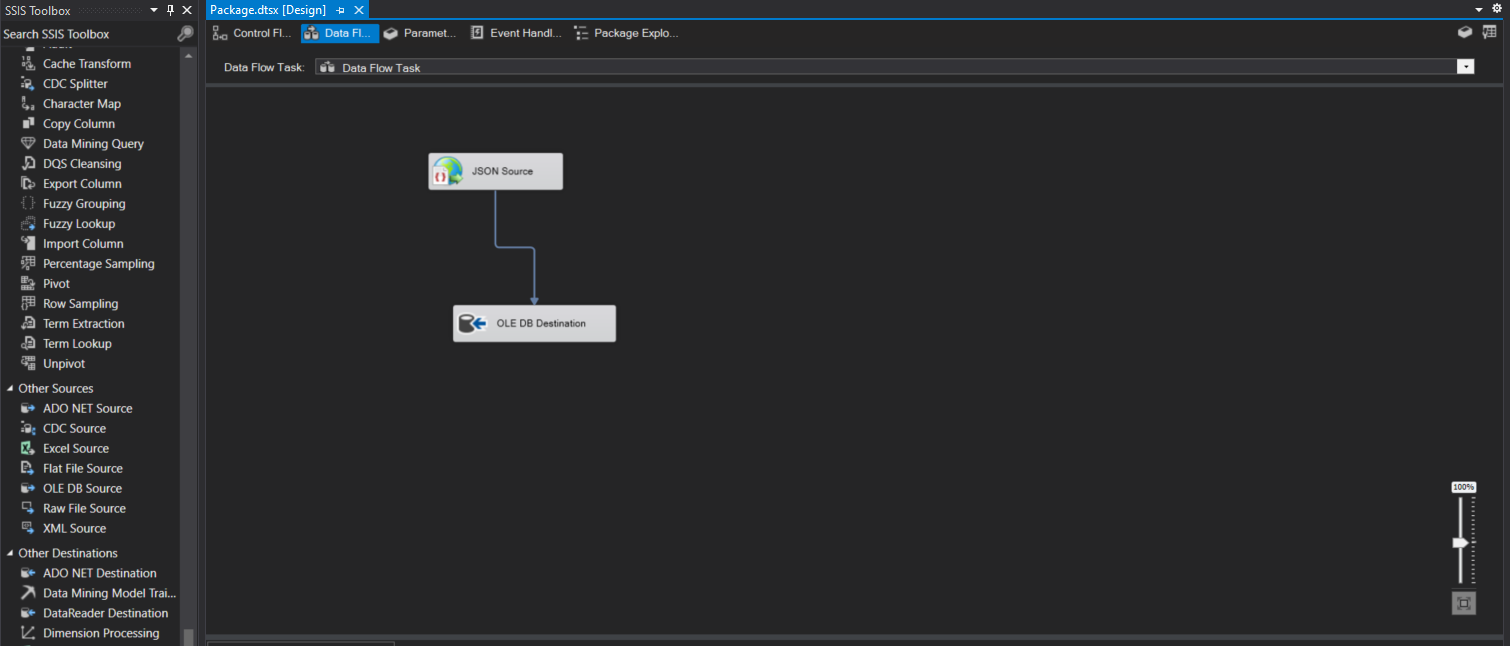 SSIS Toolbox
Search SSIS Toolbox
Cache Transform
CDC Splitter
Character Map
Copy Column
Data Mining Query
DQS Cleansing
Export Column
Fuzzy Grouping
Fuzzy Lookup
Import Column
Percentage Sampling
Pivot
Row Sampling
Term Extraction
Term Lookup
Unpivot
Other Sources
ADO NET Source
CDC Source
Excel Source
Flat File Source
OLE DB Source
Raw File Source
XML Source
Other Destinations
ADO NET Destination
Data Mining Model Trai...
DataReader Destination
Dimension Processing
Package.dtsx [Design]
Control Fl... Data Fl... Paramet... Event Handl... Package Explo...
Data Flow Task: Data Flow Task
JSON Source
OLE DB Destination
100%